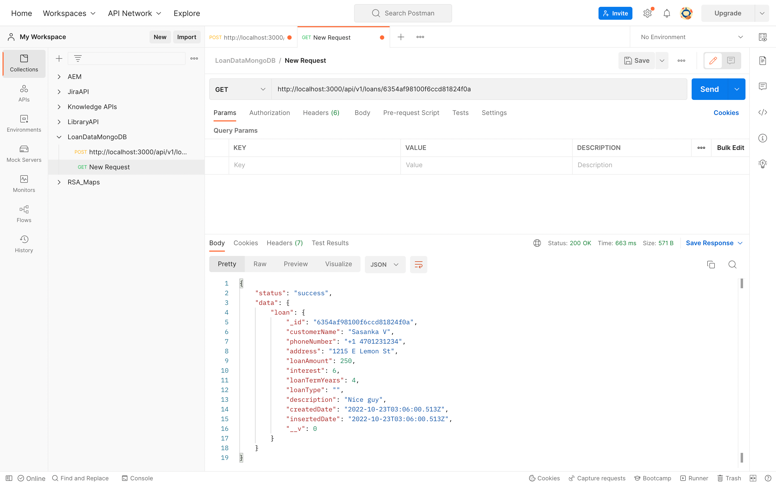 Home Workspaces API Network Explore Search Postman Invite Upgrade
My Workspace New Import POST http://localhost:3000, GET New Request No Environment
Collections
APIs
Environments
Mock Servers
Monitors
Flows
History
AEM
JiraAPI
Knowledge APIs
LibraryAPI
LoanDataMongoDB
POST http://localhost:3000/api/v1/lo...
GET New Request
RSA_Maps
LoanDataMongoDB / New Request Save
GET http://localhost:3000/api/v1/loans/6354af98100f6ccd81824f0a Send
Params Authorization Headers (6) Body Pre-request Script Tests Settings Cookies
Query Params
KEY VALUE DESCRIPTION Bulk Edit
Key Value Description
Body Cookies Headers (7) Test Results Status: 200 OK Time: 663 ms Size: 571 B Save Response
Pretty Raw Preview Visualize JSON
1 {
2 "status": "success",
3 "data": {
4 "loan": {
5 "_id": "6354af98100f6ccd81824f0a",
6 "customerName": "Sasanka V",
7 "phoneNumber": "+1 4701231234",
8 "address": "1215 E Lemon St",
9 "loanAmount": 250,
10 "interest": 6,
11 "loanTermYears": 4,
12 "loanType": "",
13 "description": "Nice guy",
14 "createdDate": "2022-10-23T03:06:00.513Z",
15 "insertedDate": "2022-10-23T03:06:00.513Z",
16 "__v": 0
17 }
18 }
19 }
Online Find and Replace Console Cookies Capture requests Bootcamp Runner Trash